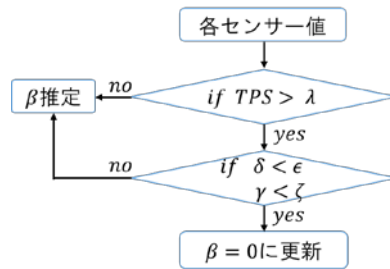 各センサー値
no
β推定
if TPS > λ
yes
no
if δ < ϵ
γ < ζ
yes
β = 0に更新